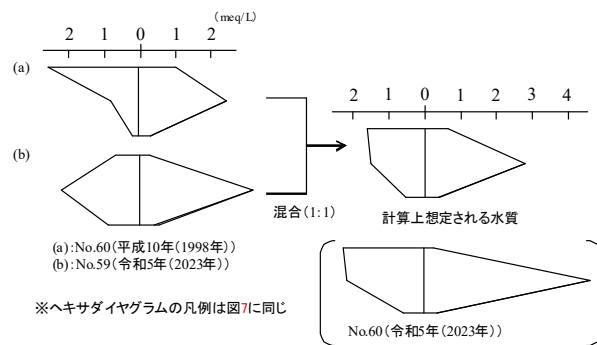 (meq/L)
2 1 0 1 2
(a)
2 1 0 1 2 3 4
(b)
混合(1:1)
計算上想定される水質
(a):No.60(平成10年(1998年))
(b):No.59(令和5年(2023年))
※ヘキサダイヤグラムの凡例は図7に同じ
No.60(令和5年(2023年))